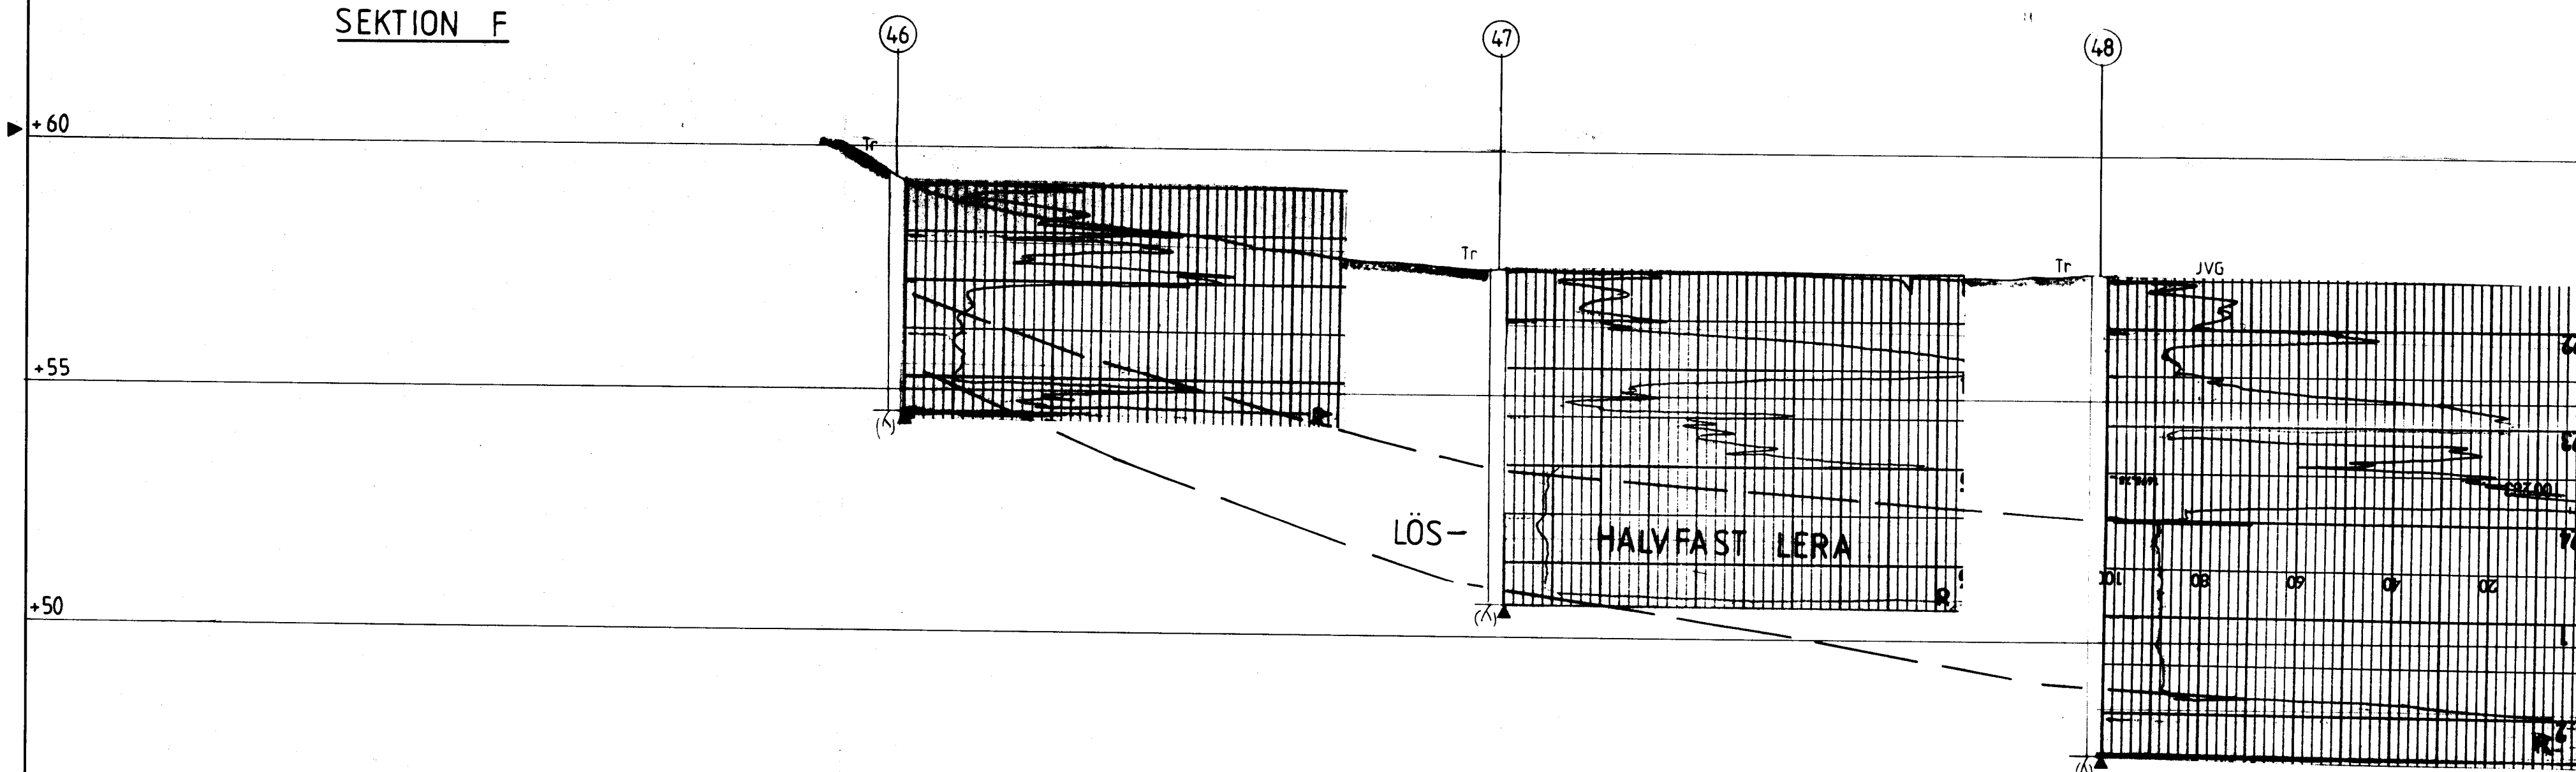 SEKTION F
46
47
48
+60
Tr
Tr
Tr
JVG
+55
LÖS-
HALVFAST LERA
100
80
60
40
20
+50